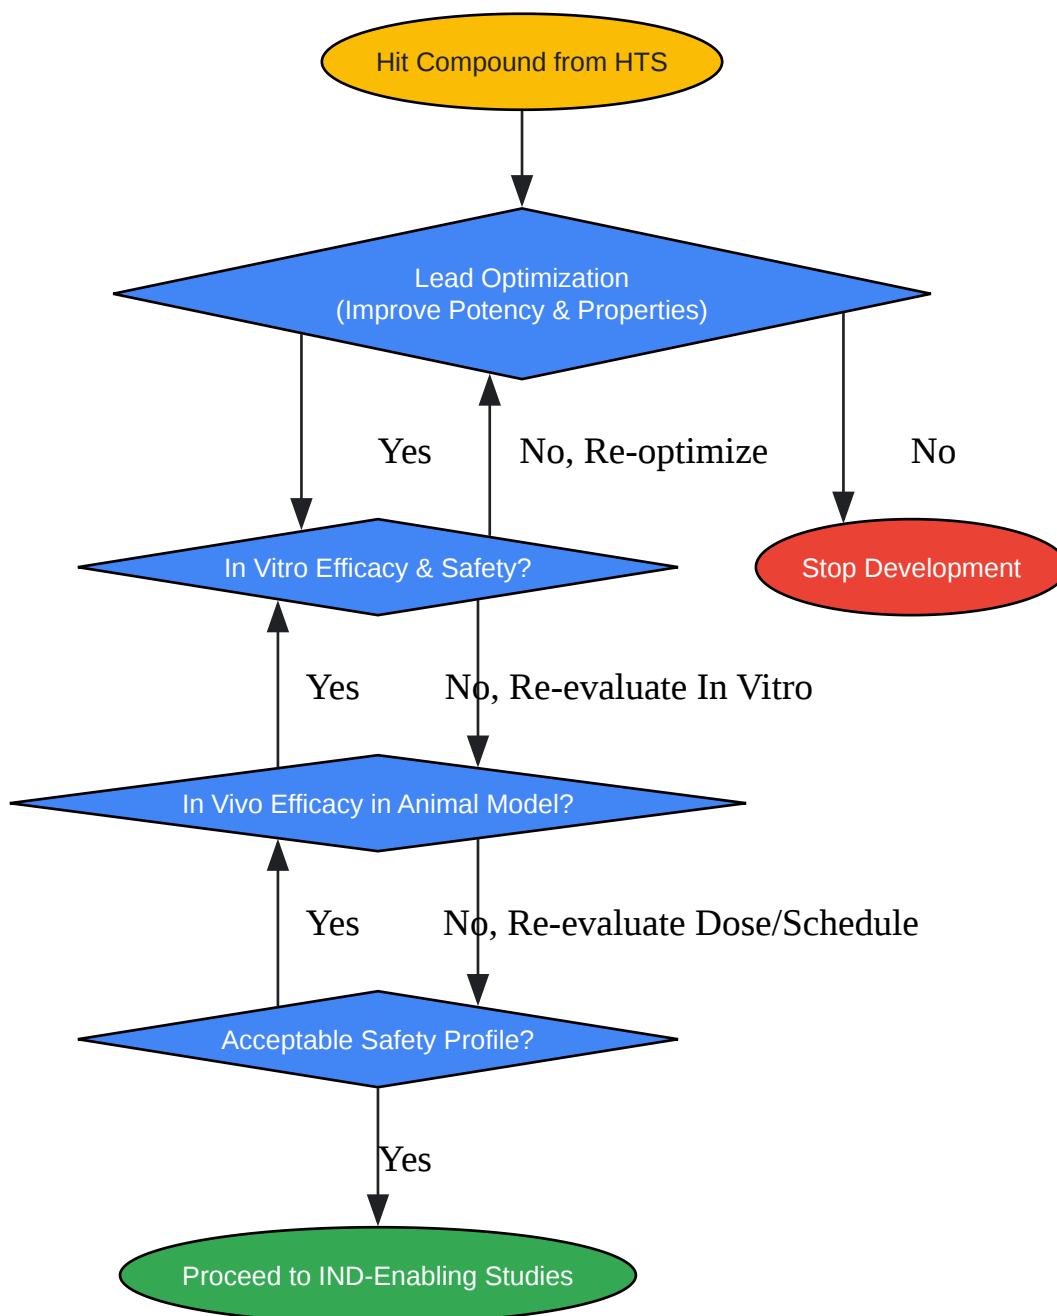 Hit Compound from HTS
Lead Optimization
(Improve Potency & Properties)
Yes
No, Re-optimize
No
In Vitro Efficacy & Safety?
Stop Development
Yes
No, Re-evaluate In Vitro
In Vivo Efficacy in Animal Model?
Yes
No, Re-evaluate Dose/Schedule
Acceptable Safety Profile?
Yes
Proceed to IND-Enabling Studies